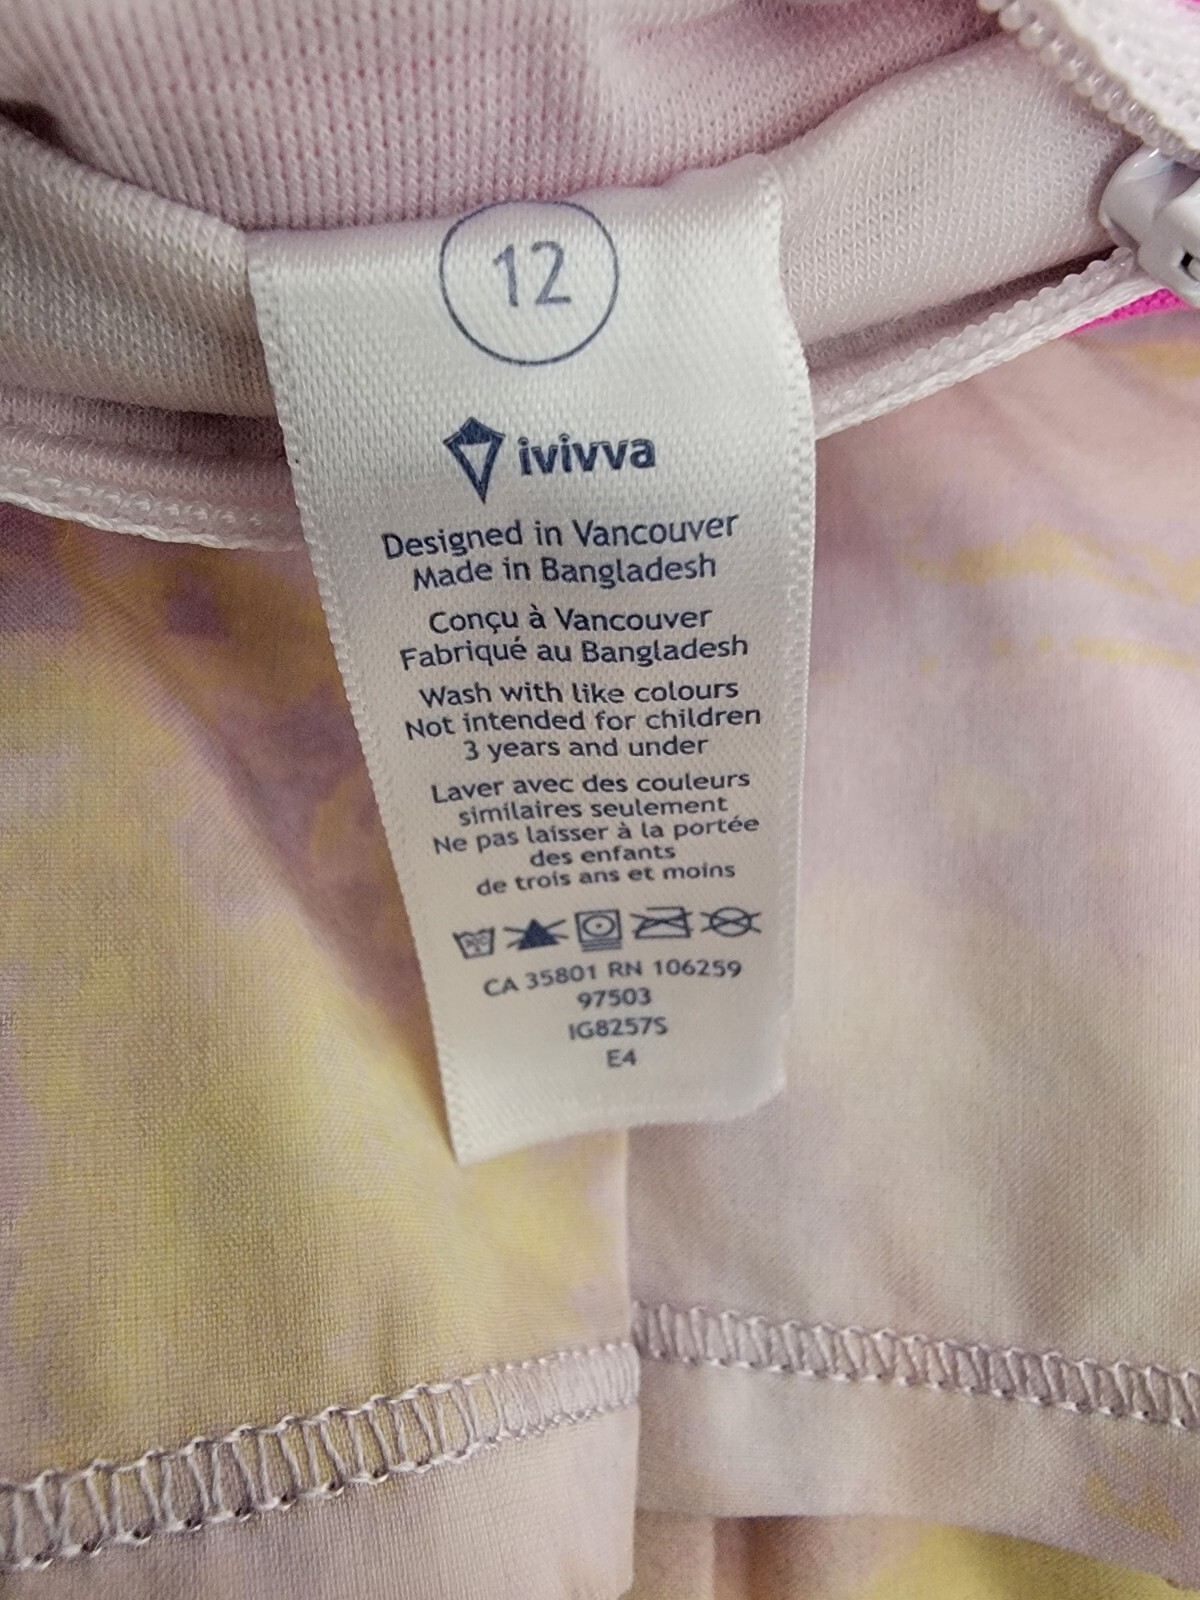 12
ivivva
Designed in Vancouver
Made in Bangladesh
Conçu à Vancouver
Fabriqué au Bangladesh
Wash with like colours
Not intended for children
3 years and under
Laver avec des couleurs
similaires seulement
Ne pas laisser à la portée
des enfants
de trois ans et moins
CA 35801 RN 106259
97503
IG8257S
E4